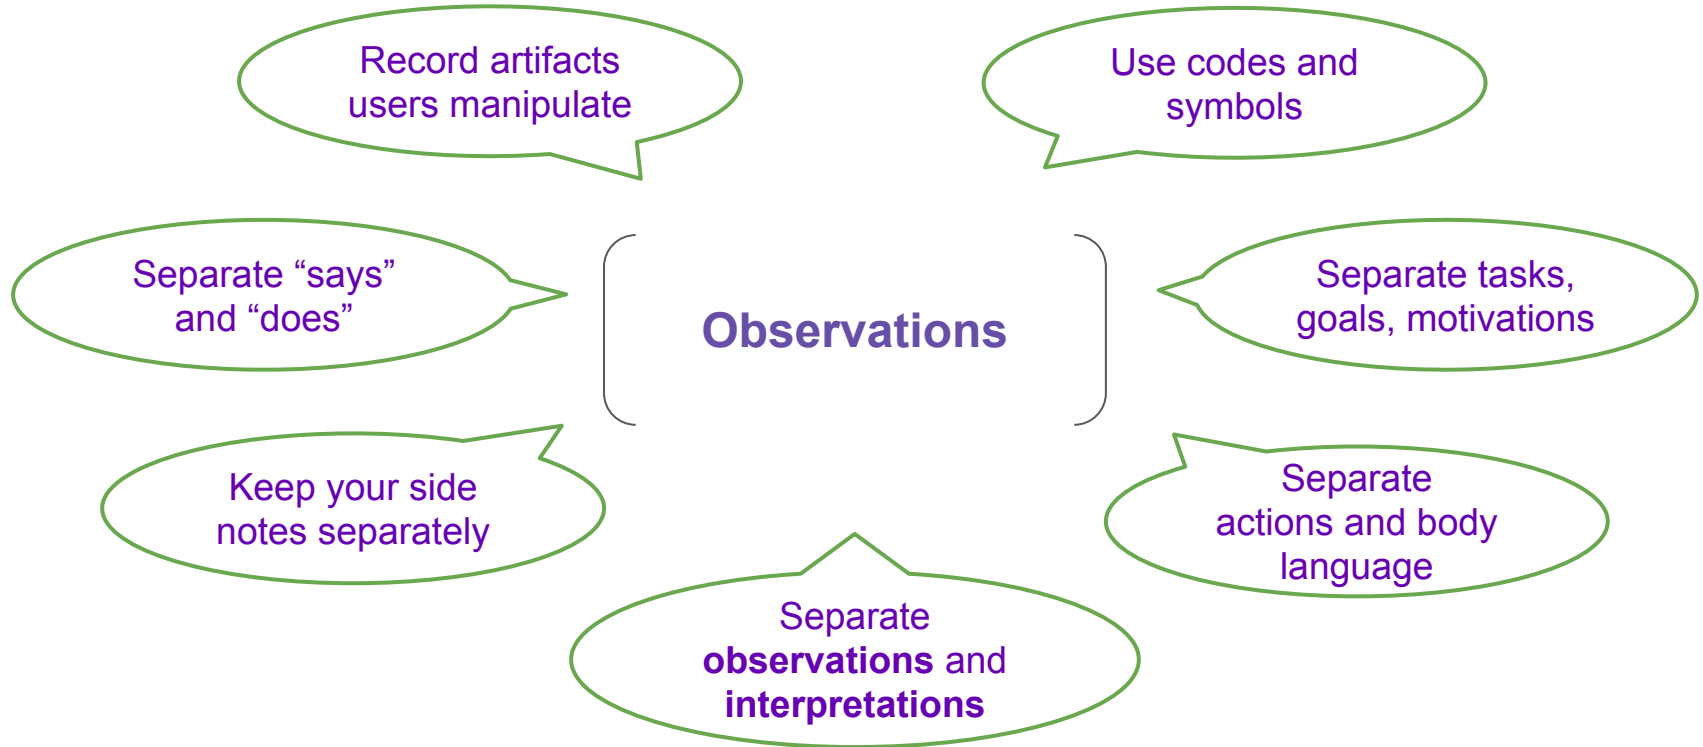 Record artifacts
users manipulate
Use codes and
symbols
Separate “says”
and “does”
Observations
Separate tasks,
goals, motivations
Keep your side
notes separately
Separate
actions and body
language
Separate
observations and
interpretations